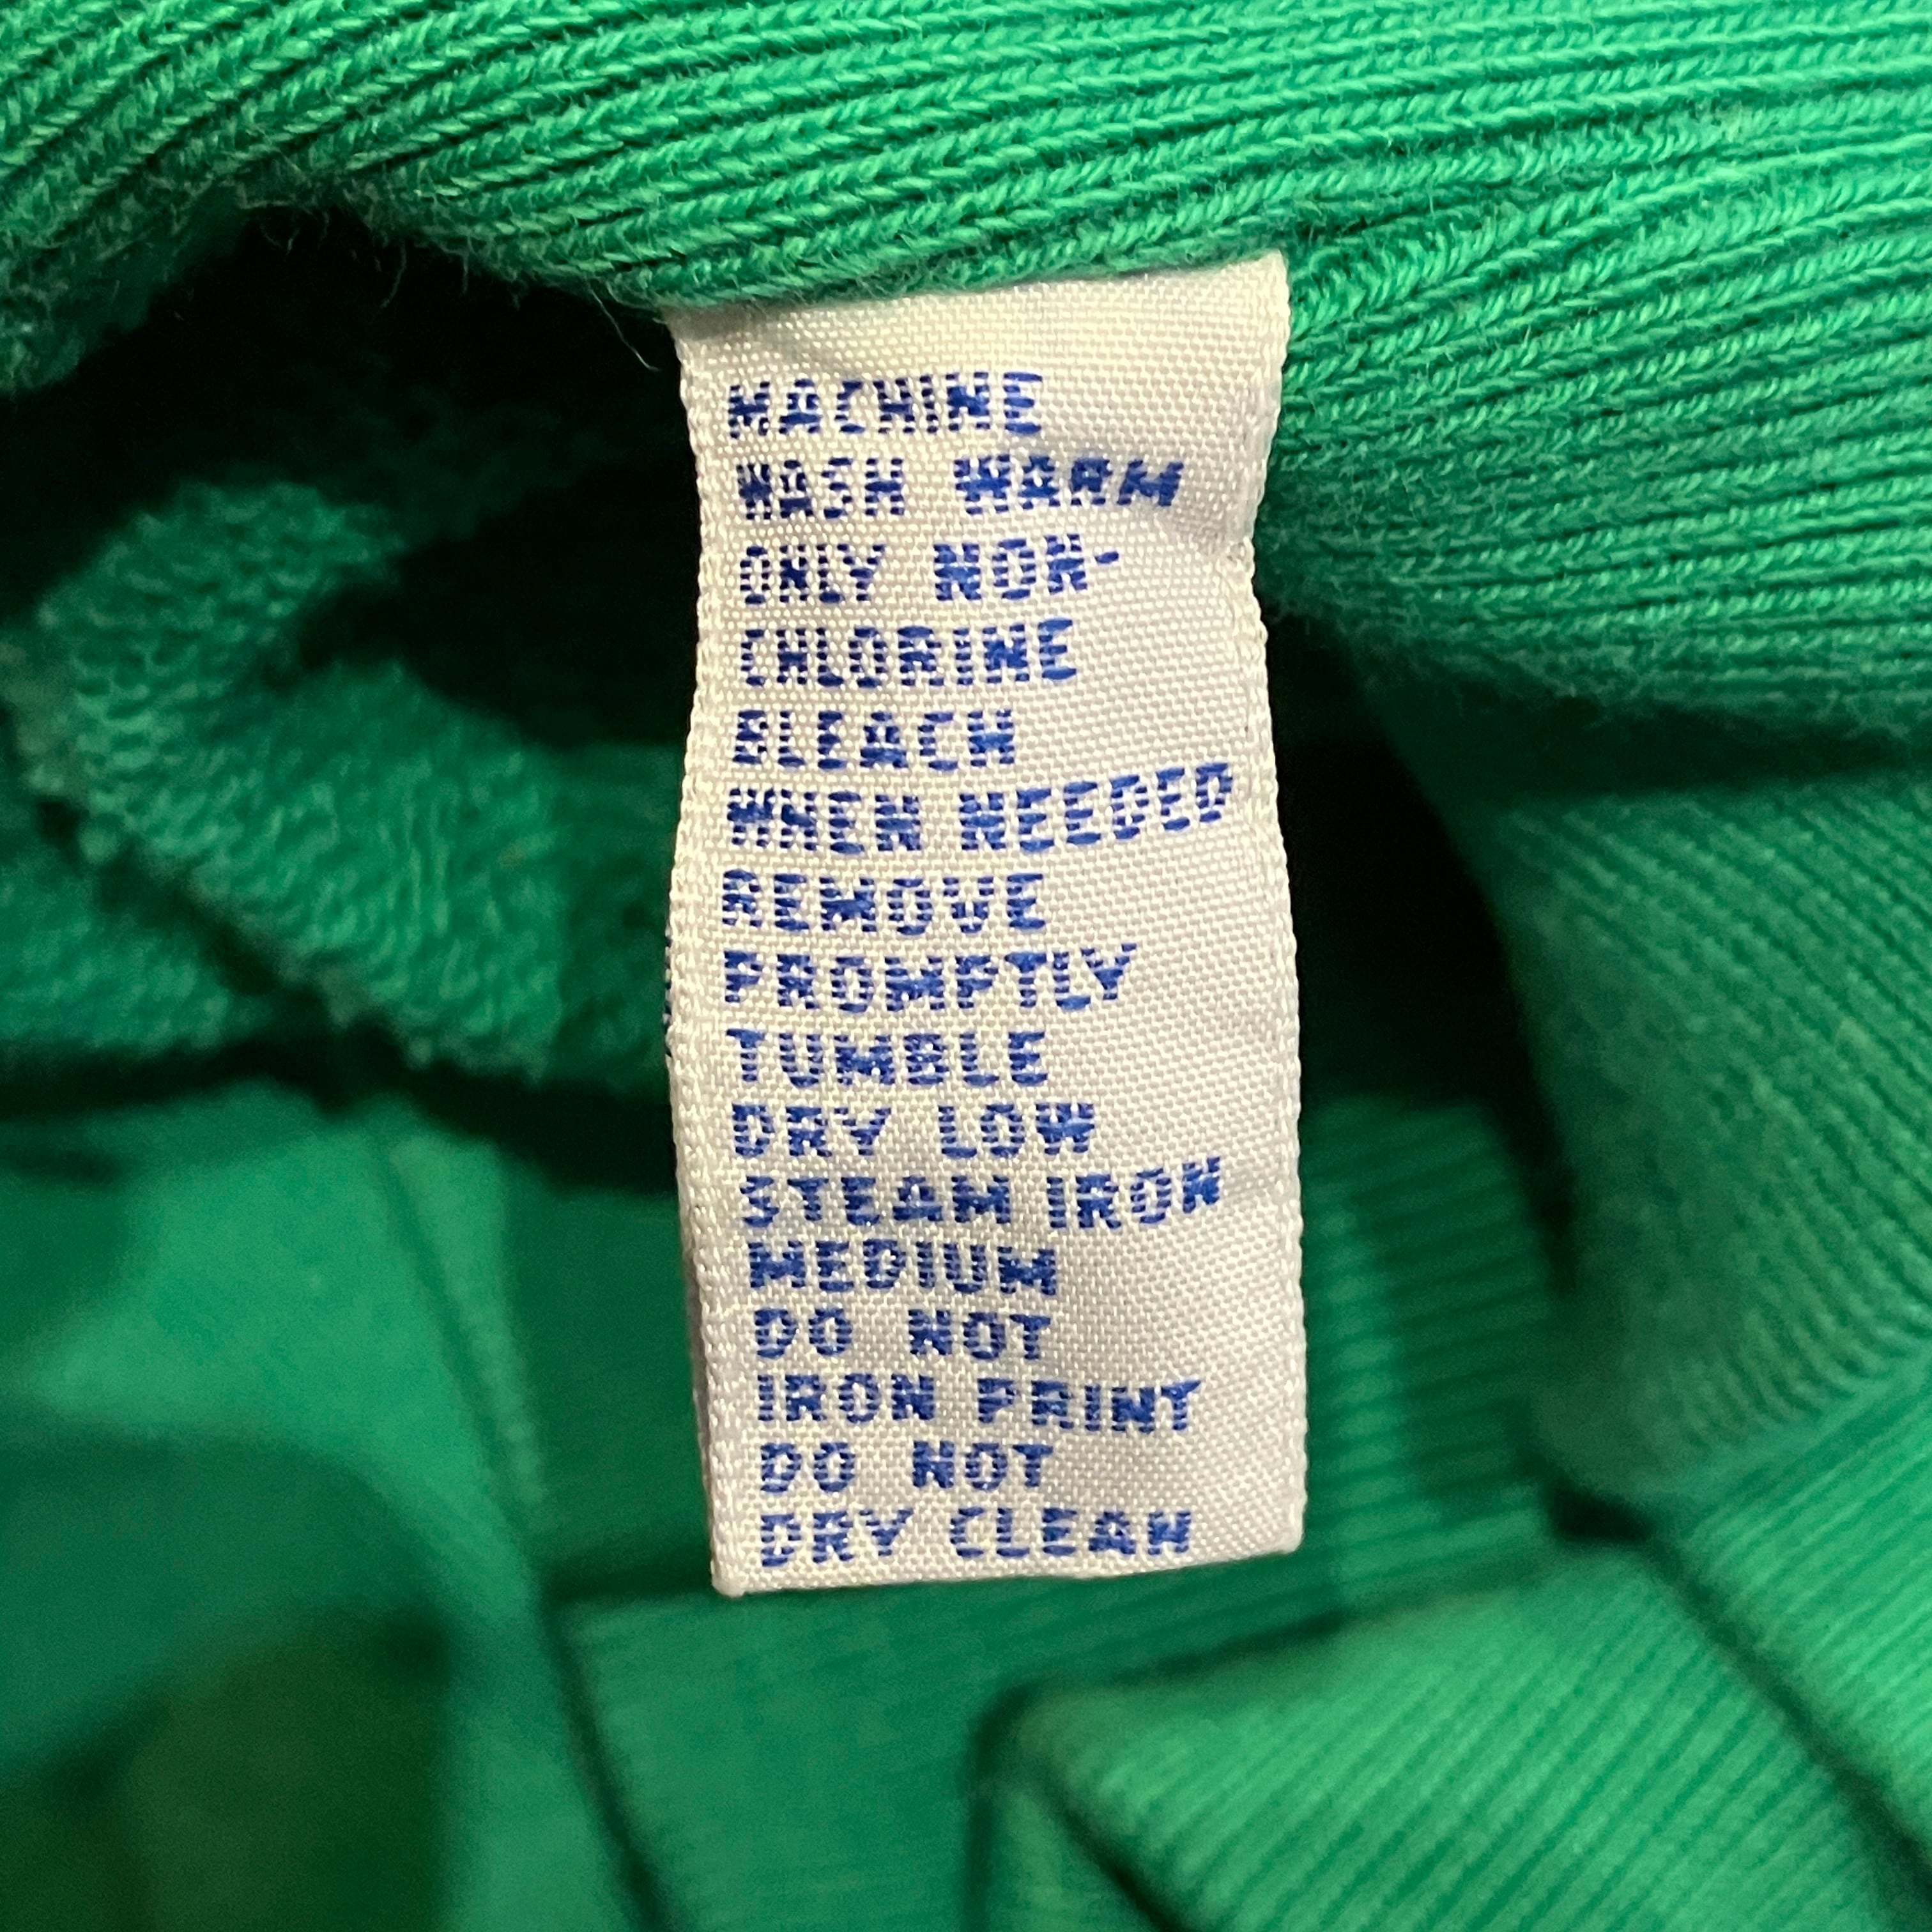 MACHINE
WASH WARM
ONLY NON-
CHLORINE
BLEACH
WHEN NEEDED
REMOVE
PROMPTLY
TUMBLE
DRY LOW
STEAM IRON
MEDIUM
DO NOT
IRON PRINT
DO NOT
DRY CLEAN